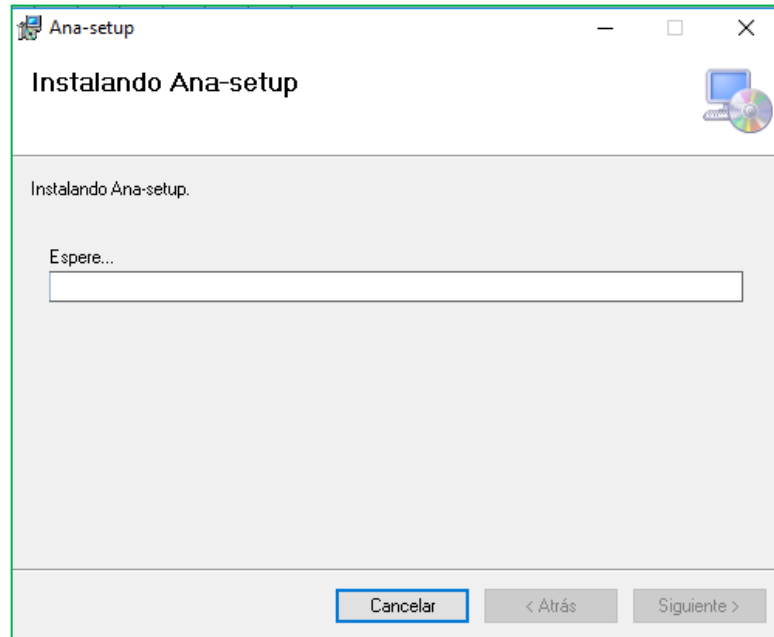 Ana-setup
Instalando Ana-setup
Instalando Ana-setup.
Espere...
Cancelar
< Atrás
Siguiente >